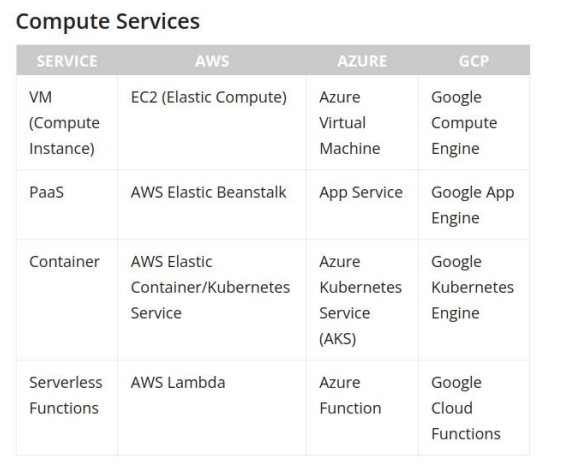 Compute Services
SERVICE AWS AZURE GCP
VM (Compute Instance) EC2 (Elastic Compute) Azure Virtual Machine Google Compute Engine
PaaS AWS Elastic Beanstalk App Service Google App Engine
Container AWS Elastic Container/Kubernetes Service Azure Kubernetes Service (AKS) Google Kubernetes Engine
Serverless Functions AWS Lambda Azure Function Google Cloud Functions